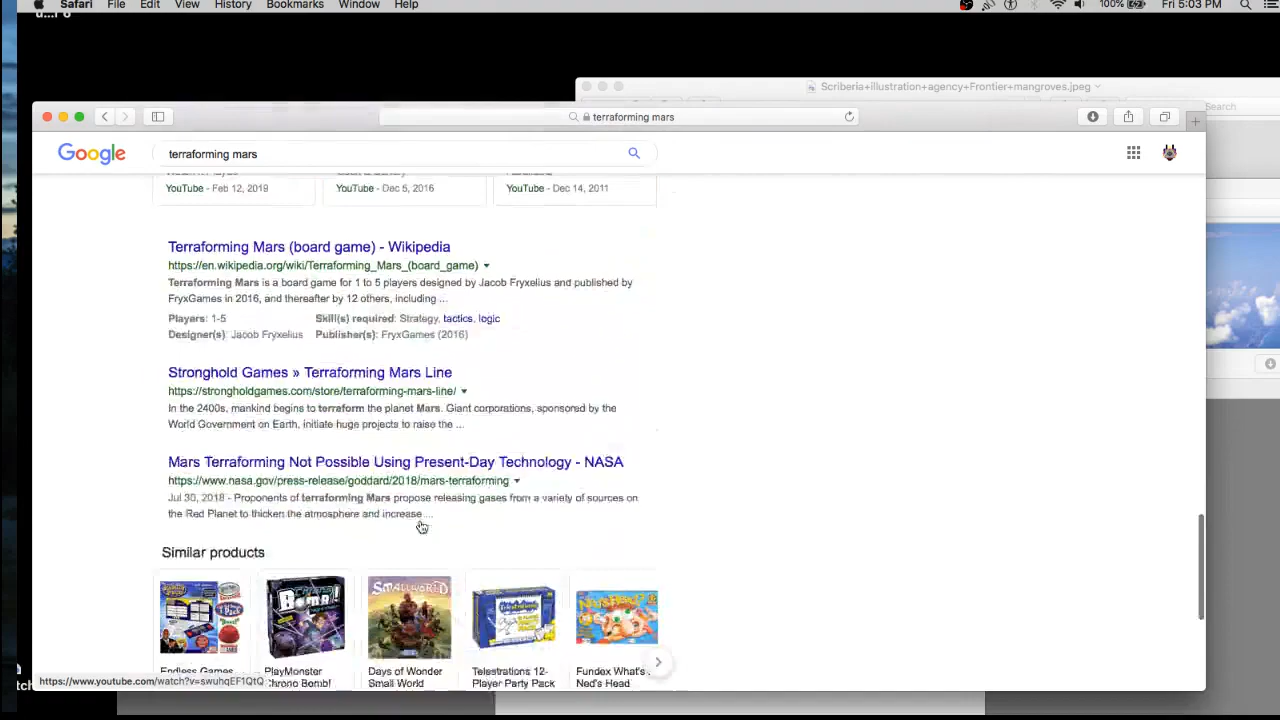 Safari File Edit View History Bookmarks Window Help 100% Fri 5:03 PM
Scriberia+illustration+agency+Frontier+mangroves.jpeg
Search
terraforming mars
Google terraforming mars
YouTube - Feb 12, 2019 YouTube - Dec 5, 2016 YouTube - Dec 14, 2011
Terraforming Mars (board game) - Wikipedia
https://en.wikipedia.org/wiki/Terraforming_Mars_(board_game)
Terraforming Mars is a board game for 1 to 5 players designed by Jacob Fryxelius and published by
FryxGames in 2016, and thereafter by 12 others, including ...
Players: 1-5 Skill(s) required: Strategy, tactics, logic
Designer(s): Jacob Fryxelius Publisher(s): FryxGames (2016)
Stronghold Games » Terraforming Mars Line
https://strongholdgames.com/store/terraforming-mars-line/
In the 2400s, mankind begins to terraform the planet Mars. Giant corporations, sponsored by the
World Government on Earth, initiate huge projects to raise the ...
Mars Terraforming Not Possible Using Present-Day Technology - NASA
https://www.nasa.gov/press-release/goddard/2018/mars-terraforming
Jul 30, 2018 - Proponents of terraforming Mars propose releasing gases from a variety of sources on
the Red Planet to thicken the atmosphere and increase ...
Similar products
SMALLWORLD
Endless Games PlayMonster Days of Wonder Telestrations 12- Fundex What's
Chrono Bomb! Small World Player Party Pack Ned's Head
https://www.youtube.com/watch?v=swuhqEF1QtQ